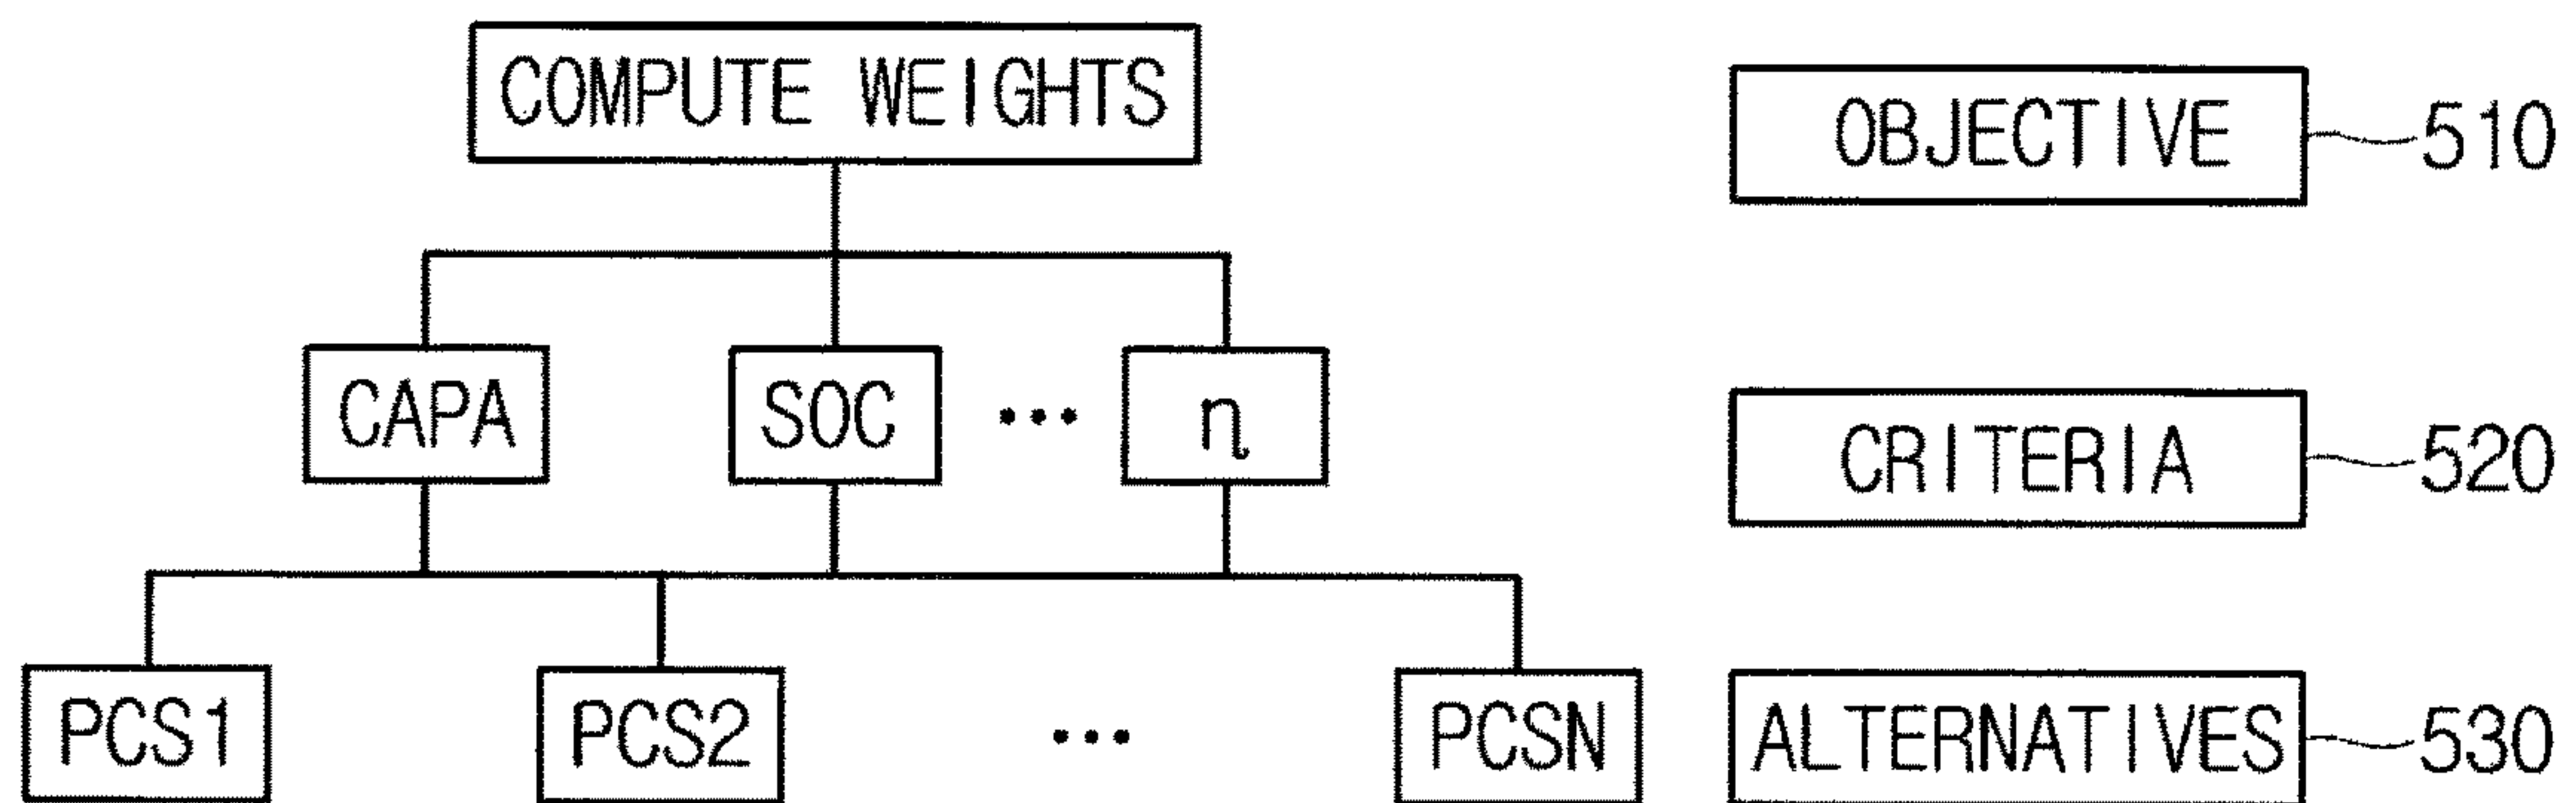 COMPUTE WEIGHTS
OBJECTIVE 510
CAPA SOC ... η CRITERIA 520
PCS1 PCS2 ... PCSN ALTERNATIVES 530